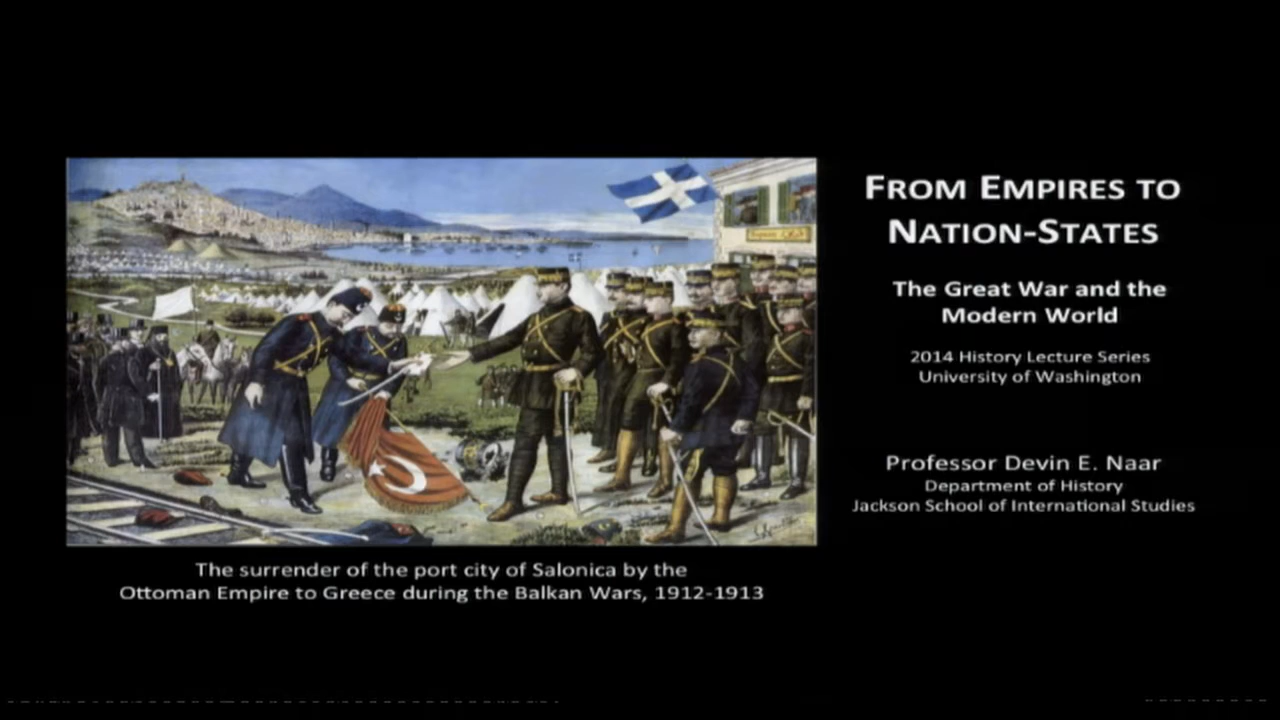 FROM EMPIRES TO
NATION-STATES
The Great War and the
Modern World
2014 History Lecture Series
University of Washington
Professor Devin E. Naar
Department of History
Jackson School of International Studies
The surrender of the port city of Salonica by the
Ottoman Empire to Greece during the Balkan Wars, 1912-1913